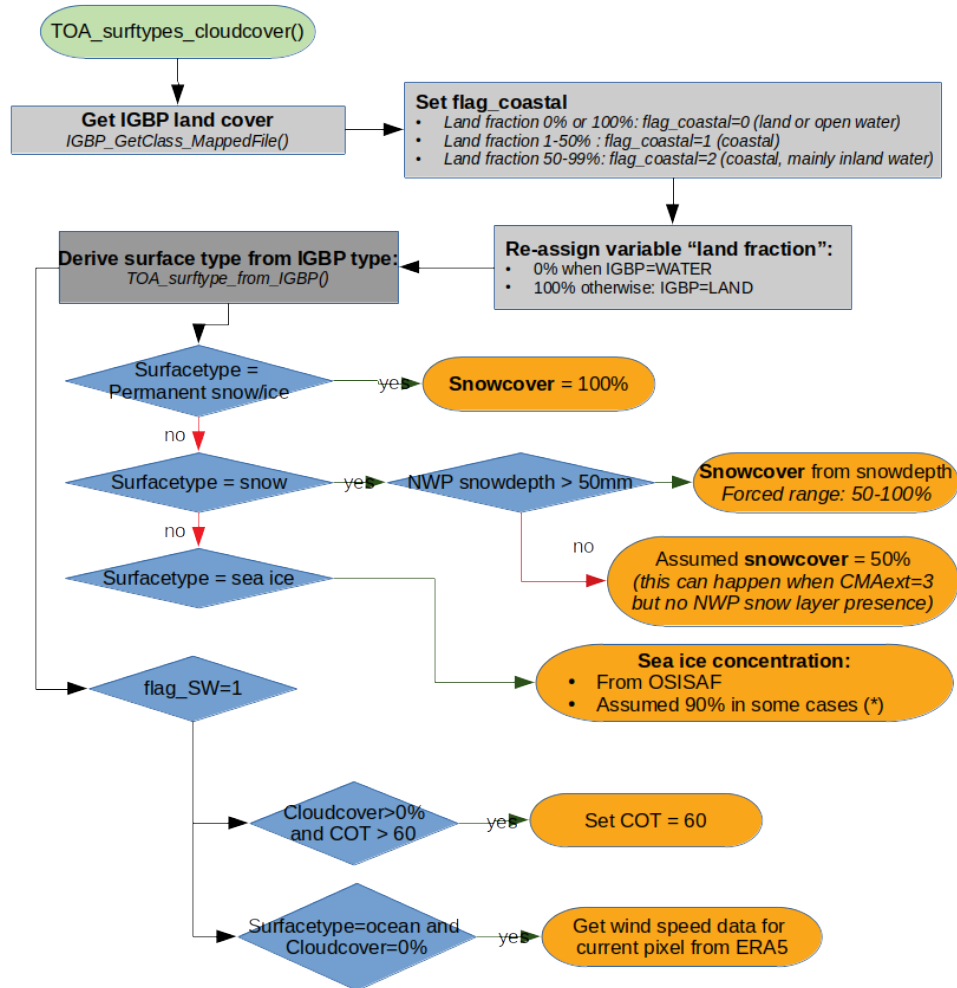 TOA_surftypes_cloudcover()
Get IGBP land cover
IGBP_GetClass_MappedFile()
Set flag_coastal
• Land fraction 0% or 100%: flag_coastal=0 (land or open water)
• Land fraction 1-50% : flag_coastal=1 (coastal)
• Land fraction 50-99%: flag_coastal=2 (coastal, mainly inland water)
Re-assign variable “land fraction”:
• 0% when IGBP=WATER
• 100% otherwise: IGBP=LAND
Derive surface type from IGBP type:
TOA_surftype_from_IGBP()
Surfacetype =
Permanent snow/ice
yes
Snowcover = 100%
no
Surfacetype = snow
yes
NWP snowdepth > 50mm
Snowcover from snowdepth
Forced range: 50-100%
no
no
Assumed snowcover = 50%
(this can happen when CMAext=3
but no NWP snow layer presence)
Surfacetype = sea ice
Sea ice concentration:
• From OSISAF
• Assumed 90% in some cases (*)
flag_SW=1
Cloudcover>0%
and COT > 60
yes
Set COT = 60
Surfacetype=ocean and
Cloudcover=0%
yes
Get wind speed data for
current pixel from ERA5